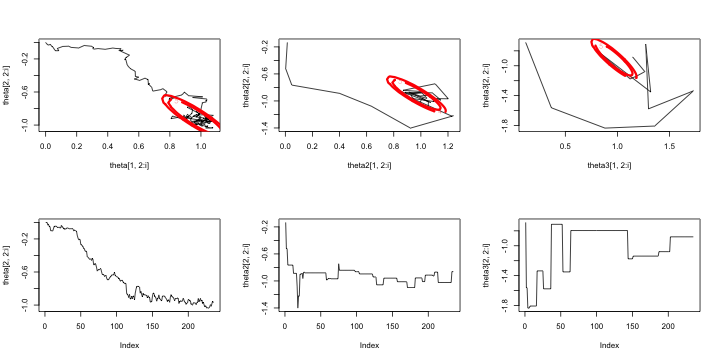 theta[2, 2:i]
-0.2
-0.6
-1.0
0.0 0.2 0.4 0.6 0.8 1.0
theta[1, 2:i]
theta2[2, 2:i]
-0.2
-0.6
-1.0
-1.4
0.0 0.2 0.4 0.6 0.8 1.0 1.2
theta2[1, 2:i]
theta3[2, 2:i]
-1.0
-1.4
-1.8
0.5 1.0 1.5
theta3[1, 2:i]
theta[2, 2:i]
-0.2
-0.6
-1.0
0 50 100 150 200
Index
theta2[2, 2:i]
-0.2
-0.6
-1.0
-1.4
0 50 100 150 200
Index
theta3[2, 2:i]
-1.0
-1.4
-1.8
0 50 100 150 200
Index